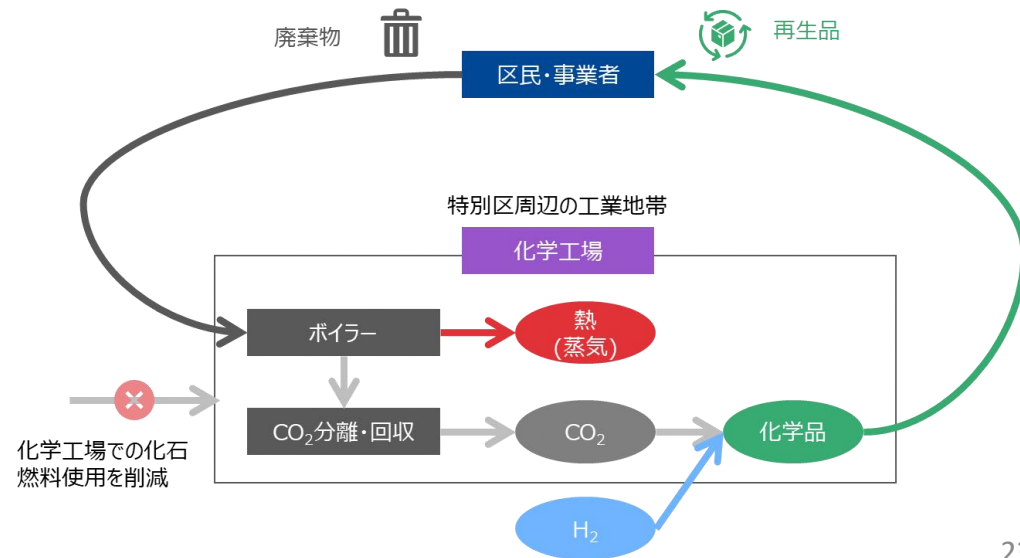 廃棄物
再生品
区民・事業者
特別区周辺の工業地帯
化学工場
ボイラー
熱
(蒸気)
CO₂分離・回収
CO₂
化学品
化学工場での化石
燃料使用を削減
H₂